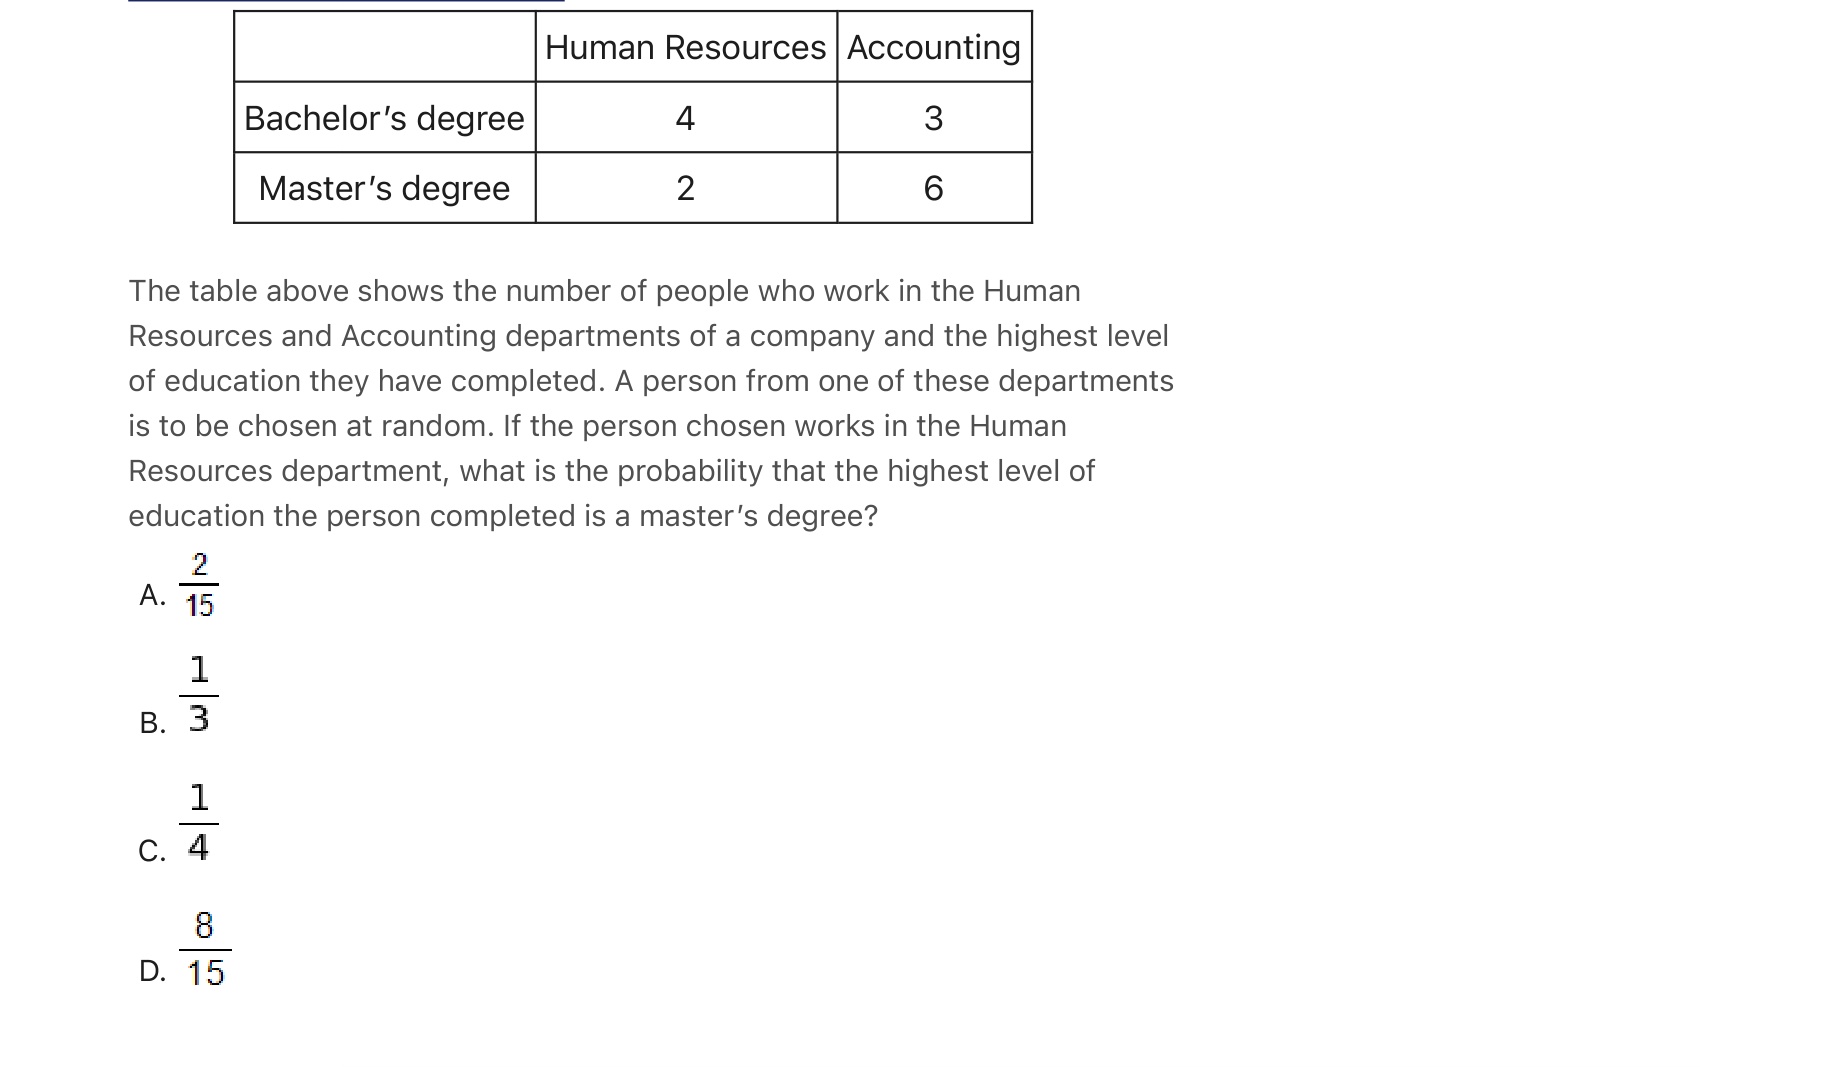 Human Resources Accounting
Bachelor’s degree 4 3
Master’s degree 2 6
The table above shows the number of people who work in the Human
Resources and Accounting departments of a company and the highest level
of education they have completed. A person from one of these departments
is to be chosen at random. If the person chosen works in the Human
Resources department, what is the probability that the highest level of
education the person completed is a master’s degree?
A. 2/15
B. 1/3
C. 1/4
D. 8/15